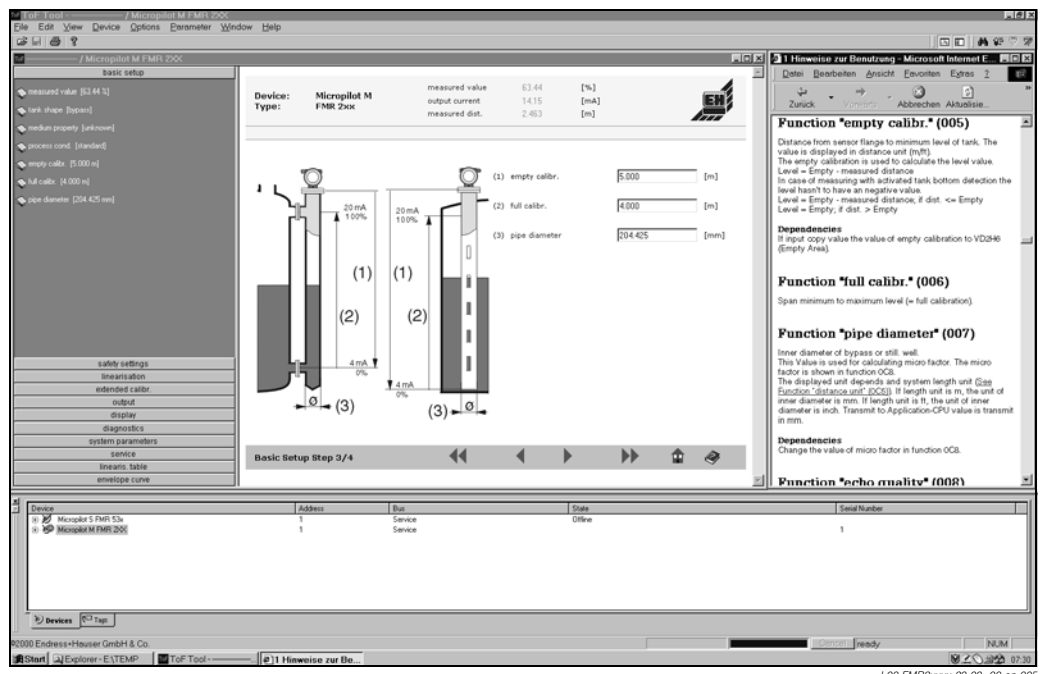 ToF Tool - ———— / Micropilot M FMR 2XX
File Edit View Device Options Parameter Window Help
———— / Micropilot M FMR 2XX
basic setup
measured value [63.44 %]
tank shape [bypass]
medium property [unknown]
process cond. [standard]
empty calibr. [5.000 m]
full calibr. [4.000 m]
pipe diameter [204.425 mm]
safety settings
linearisation
extended calibr.
output
display
diagnostics
system parameters
service
linearis. table
envelope curve
Device: Micropilot M
Type: FMR 2xx
measured value 63.44 [%]
output current 14.15 [mA]
measured dist. 2.463 [m]
EH
20 mA
100%
20 mA
100%
(1) (1)
(2) (2)
4 mA
0%
4 mA
0%
ø (3)
(3) ø
(1) empty calibr. 5.000 [m]
(2) full calibr. 4.000 [m]
(3) pipe diameter 204.425 [mm]
Basic Setup Step 3/4
1 Hinweise zur Benutzung - Microsoft Internet E...
Datei Bearbeiten Ansicht Favoriten Extras ?
Zurück Vorwärts Abbrechen Aktualisie...
Function "empty calibr." (005)
Distance from sensor flange to minimum level of tank. The
value is displayed in distance unit (m/ft).
The empty calibration is used to calculate the level value.
Level = Empty - measured distance
In case of measuring with activated tank bottom detection the
level hasn't to have an negative value.
Level = Empty - measured distance; if dist. <= Empty
Level = Empty; if dist. > Empty
Dependencies
If input copy value the value of empty calibration to VD2H6
(Empty Area).
Function "full calibr." (006)
Span minimum to maximum level (= full calibration).
Function "pipe diameter" (007)
Inner diameter of bypass or still. well.
This Value is used for calculating micro factor. The micro
factor is shown in function 0C8.
The displayed unit depends and system length unit (See
Function "distance unit" (0C5)). If length unit is m, the unit of
inner diameter is mm. If length unit is ft, the unit of inner
diameter is inch. Transmit to Application-CPU value is transmit
in mm.
Dependencies
Change the value of micro factor in function 0C8.
Function "echo quality" (008)
Device Address Bus State Serial Number
Micropilot S FMR 53x 1 Service Offline
Micropilot M FMR 2XX 1 Service 1
Devices Tags
©2000 Endress+Hauser GmbH & Co.
Cancel ready NUM
Start Explorer - E:\TEMP ToF Tool - ———— 1 Hinweise zur Be... 07:30